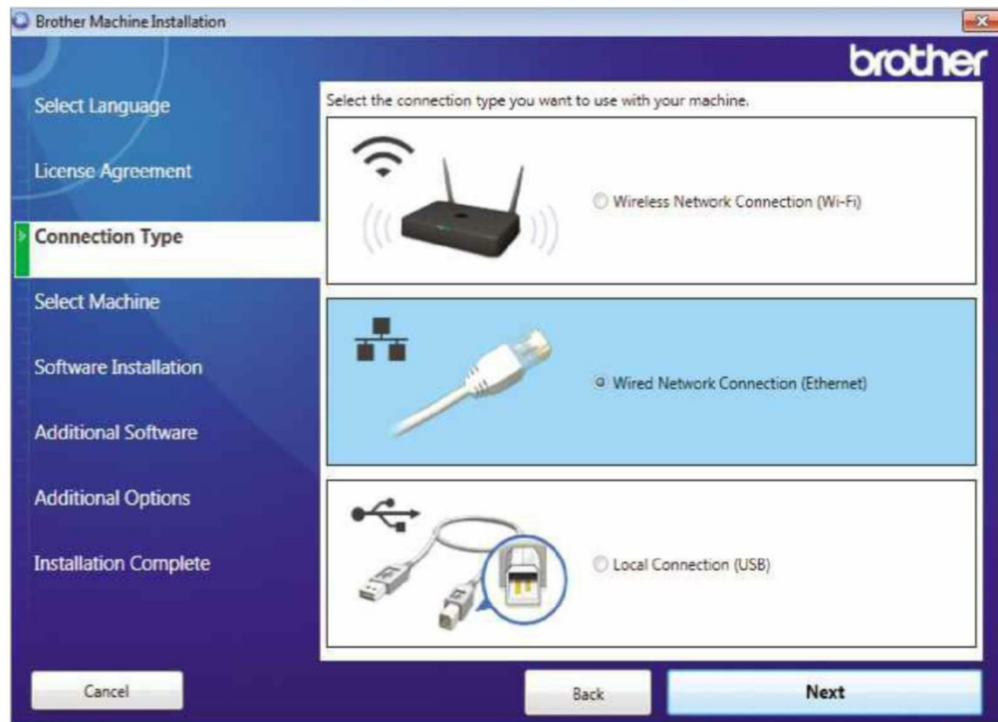 Brother Machine Installation
brother
Select Language
License Agreement
Connection Type
Select Machine
Software Installation
Additional Software
Additional Options
Installation Complete
Select the connection type you want to use with your machine.
Wireless Network Connection (Wi-Fi)
Wired Network Connection (Ethernet)
Local Connection (USB)
Cancel
Back
Next